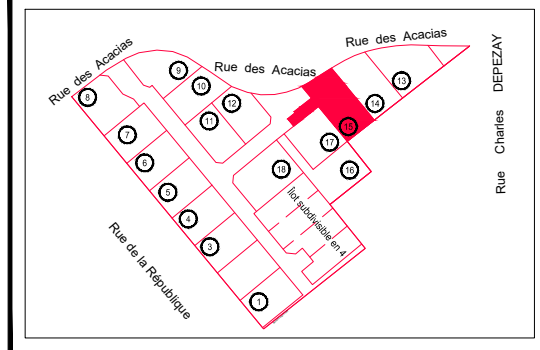 Rue des Acacias
Rue des Acacias
Rue des Acacias
Rue Charles DEPEZAY
8
9
10
12
11
13
14
15
17
16
7
6
18
5
4
3
Îlot subdivisible en 4
Rue de la République
1